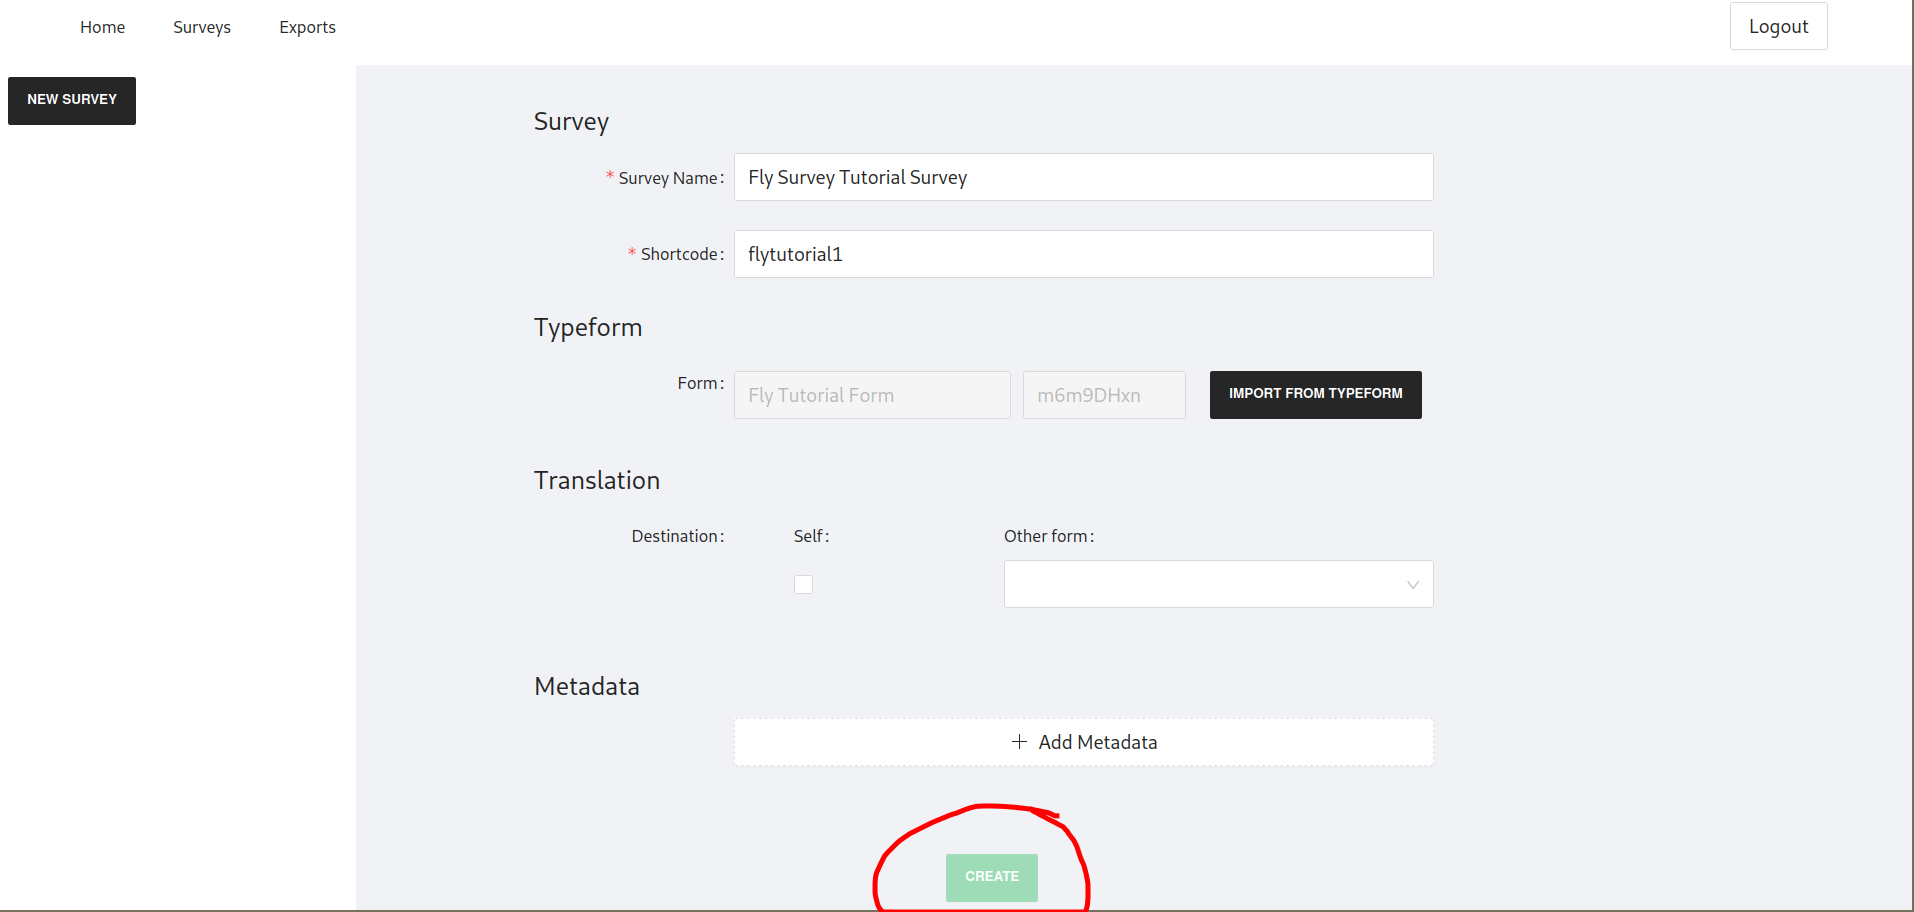 Home Surveys Exports Logout
NEW SURVEY
Survey
* Survey Name:
Fly Survey Tutorial Survey
* Shortcode:
flytutorial1
Typeform
Form:
Fly Tutorial Form
m6m9DHxn
IMPORT FROM TYPEFORM
Translation
Destination:
Self:
Other form:
Metadata
+ Add Metadata
CREATE